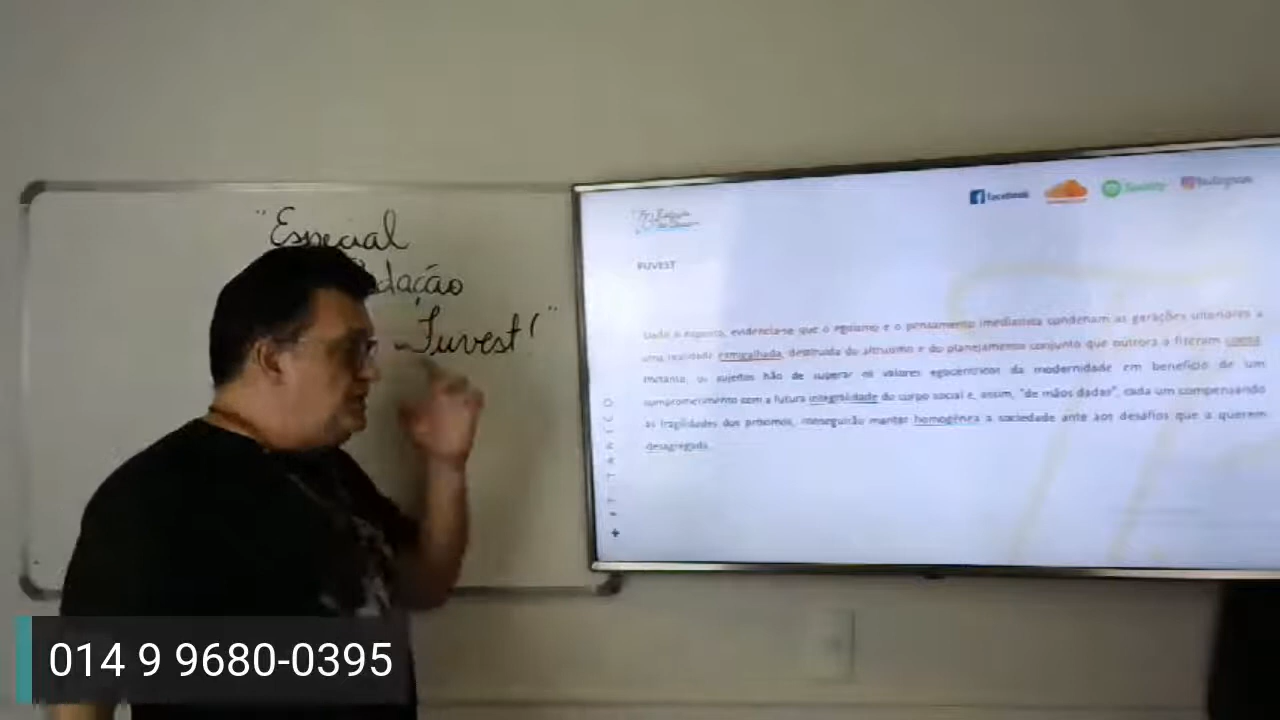 "Especial
dação
Fuvest!"
facebook
Spotify
Instagram
FUVEST
Dado o exposto, evidencia-se que o egoísmo e o pensamento imediatista condenam as gerações ulteriores a
uma realidade esmigalhada, destituída do altruísmo e do planejamento conjunto que outrora a fizeram coesa.
os sujeitos hão de superar os valores egocêntricos da modernidade em benefício de um
comprometimento com a futura integralidade do corpo social e, assim, "de mãos dadas", cada um compensando
as fragilidades dos próximos, conseguirão manter homogênea a sociedade ante aos desafios que a querem
desagregada.
014 9 9680-0395